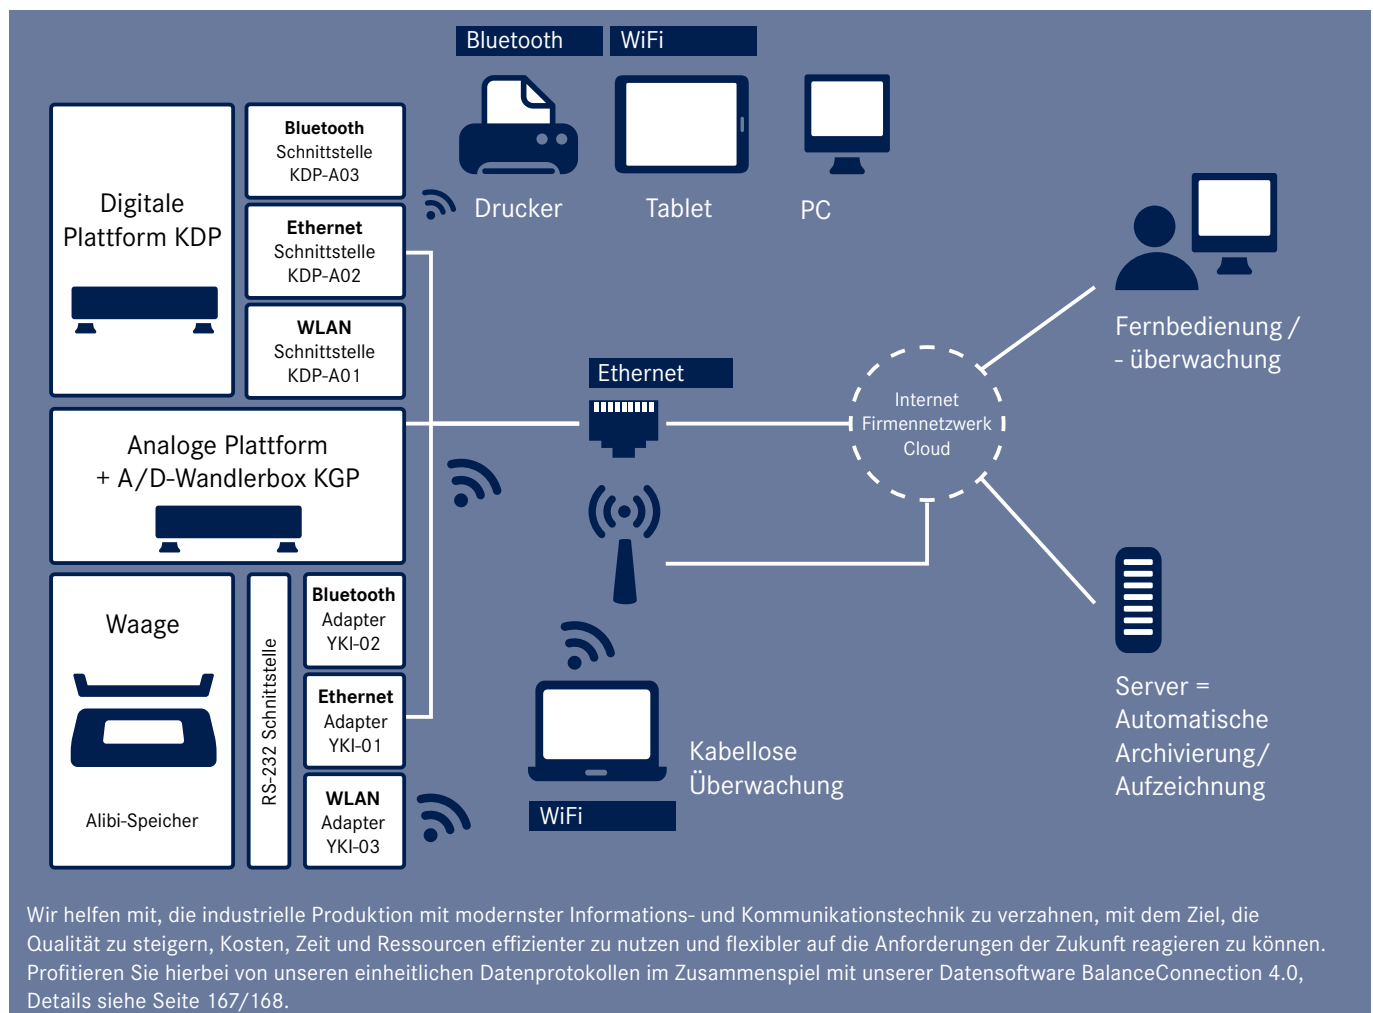 Bluetooth
WiFi
Drucker
Tablet
PC
Digitale
Plattform KDP
Bluetooth
Schnittstelle
KDP-A03
Ethernet
Schnittstelle
KDP-A02
WLAN
Schnittstelle
KDP-A01
Analoge Plattform
+ A/D-Wandlerbox KGP
Waage
Alibi-Speicher
RS-232 Schnittstelle
Bluetooth
Adapter
YKI-02
Ethernet
Adapter
YKI-01
WLAN
Adapter
YKI-03
Ethernet
Kabellose
Überwachung
WiFi
Internet
Firmennetzwerk
Cloud
Fernbedienung /
- überwachung
Server =
Automatische
Archivierung/
Aufzeichnung
Wir helfen mit, die industrielle Produktion mit modernster Informations- und Kommunikationstechnik zu verzahnen, mit dem Ziel, die
Qualität zu steigern, Kosten, Zeit und Ressourcen effizienter zu nutzen und flexibler auf die Anforderungen der Zukunft reagieren zu können.
Profitieren Sie hierbei von unseren einheitlichen Datenprotokollen im Zusammenspiel mit unserer Datensoftware BalanceConnection 4.0,
Details siehe Seite 167/168.